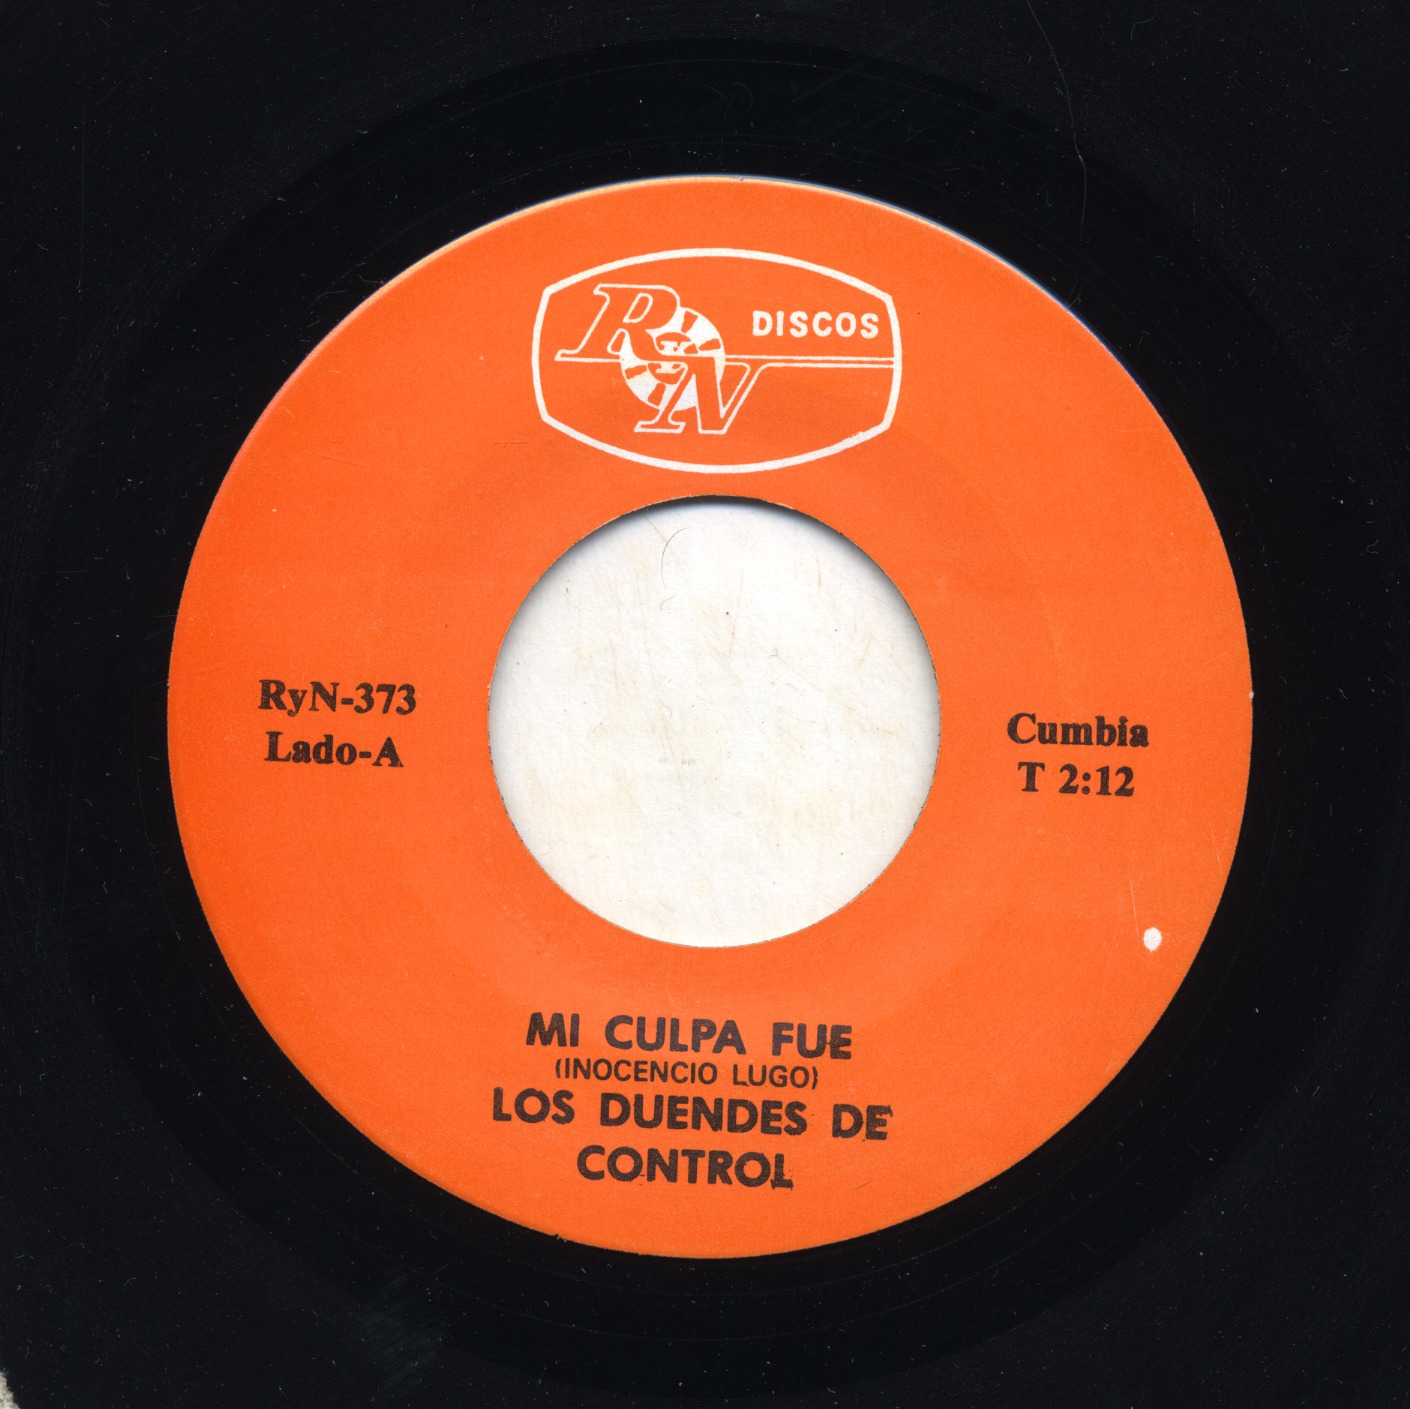 RyN DISCOS
RyN-373
Lado-A
Cumbia
T 2:12
MI CULPA FUE
(INOCENCIO LUGO)
LOS DUENDES DE
CONTROL